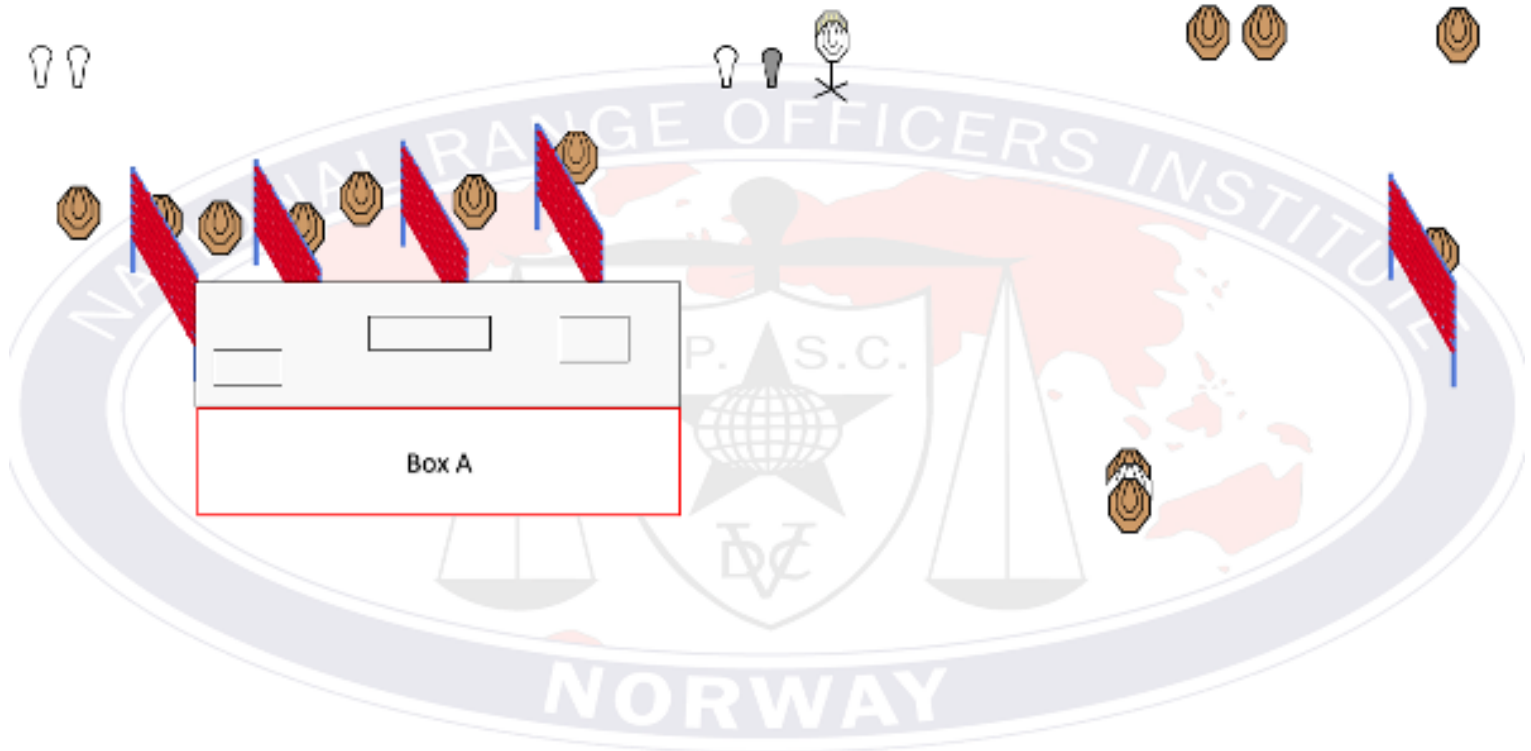 NATIONAL RANGE OFFICERS INSTITUTE
P. S.C.
Box A
DVC
NORWAY